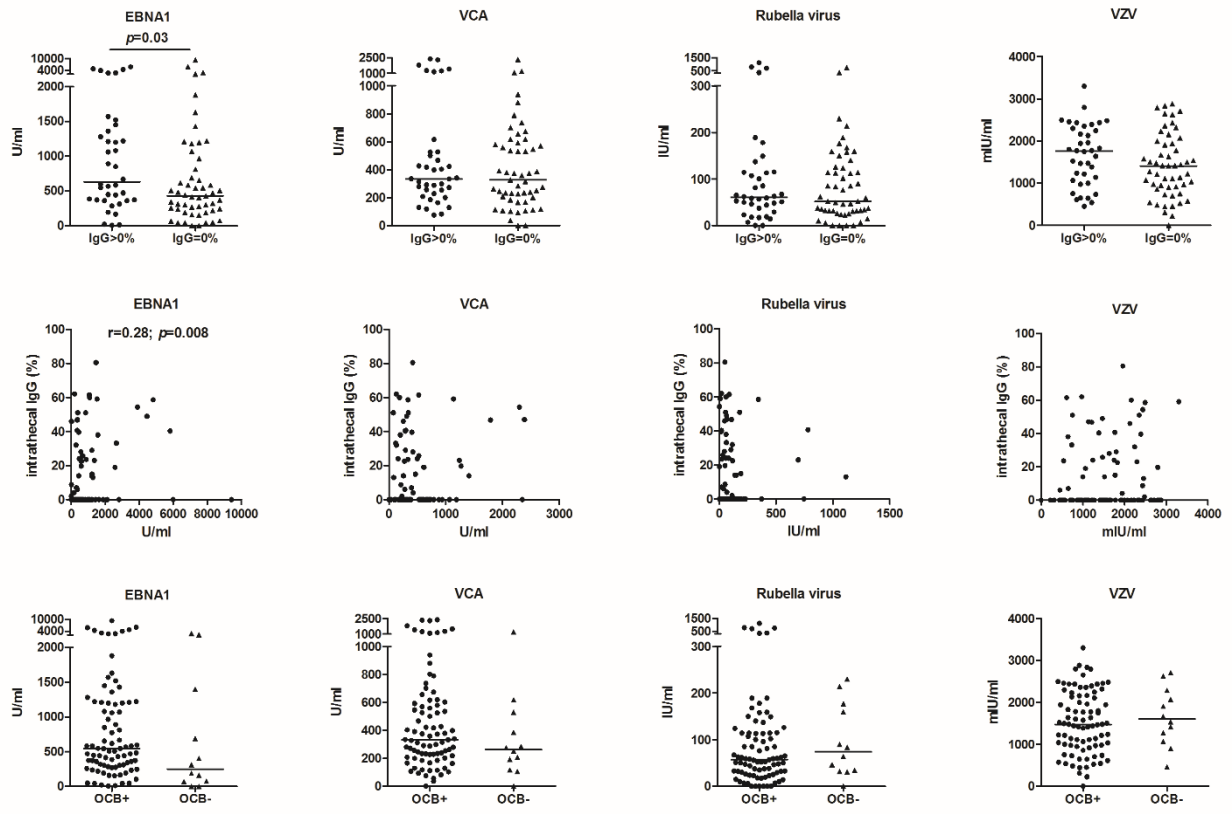 EBNA1
p=0.03
10000
4000
2000
1500
1000
500
0
U/ml
IgG>0%
IgG=0%
VCA
2500
1000
1000
800
600
400
200
0
U/ml
IgG>0%
IgG=0%
Rubella virus
1500
500
300
200
100
0
IU/ml
IgG>0%
IgG=0%
VZV
4000
3000
2000
1000
0
mIU/ml
IgG>0%
IgG=0%
EBNA1
r=0.28; p=0.008
100
80
60
40
20
0
intrathecal IgG (%)
0 2000 4000 6000 8000 10000
U/ml
VCA
100
80
60
40
20
0
intrathecal IgG (%)
0 1000 2000 3000
U/ml
Rubella virus
100
80
60
40
20
0
intrathecal IgG (%)
0 500 1000 1500
IU/ml
VZV
100
80
60
40
20
0
intrathecal IgG (%)
0 1000 2000 3000 4000
mIU/ml
EBNA1
10000
4000
2000
1500
1000
500
0
U/ml
OCB+
OCB-
VCA
2500
1000
1000
800
600
400
200
0
U/ml
OCB+
OCB-
Rubella virus
1500
500
300
200
100
0
IU/ml
OCB+
OCB-
VZV
4000
3000
2000
1000
0
mIU/ml
OCB+
OCB-